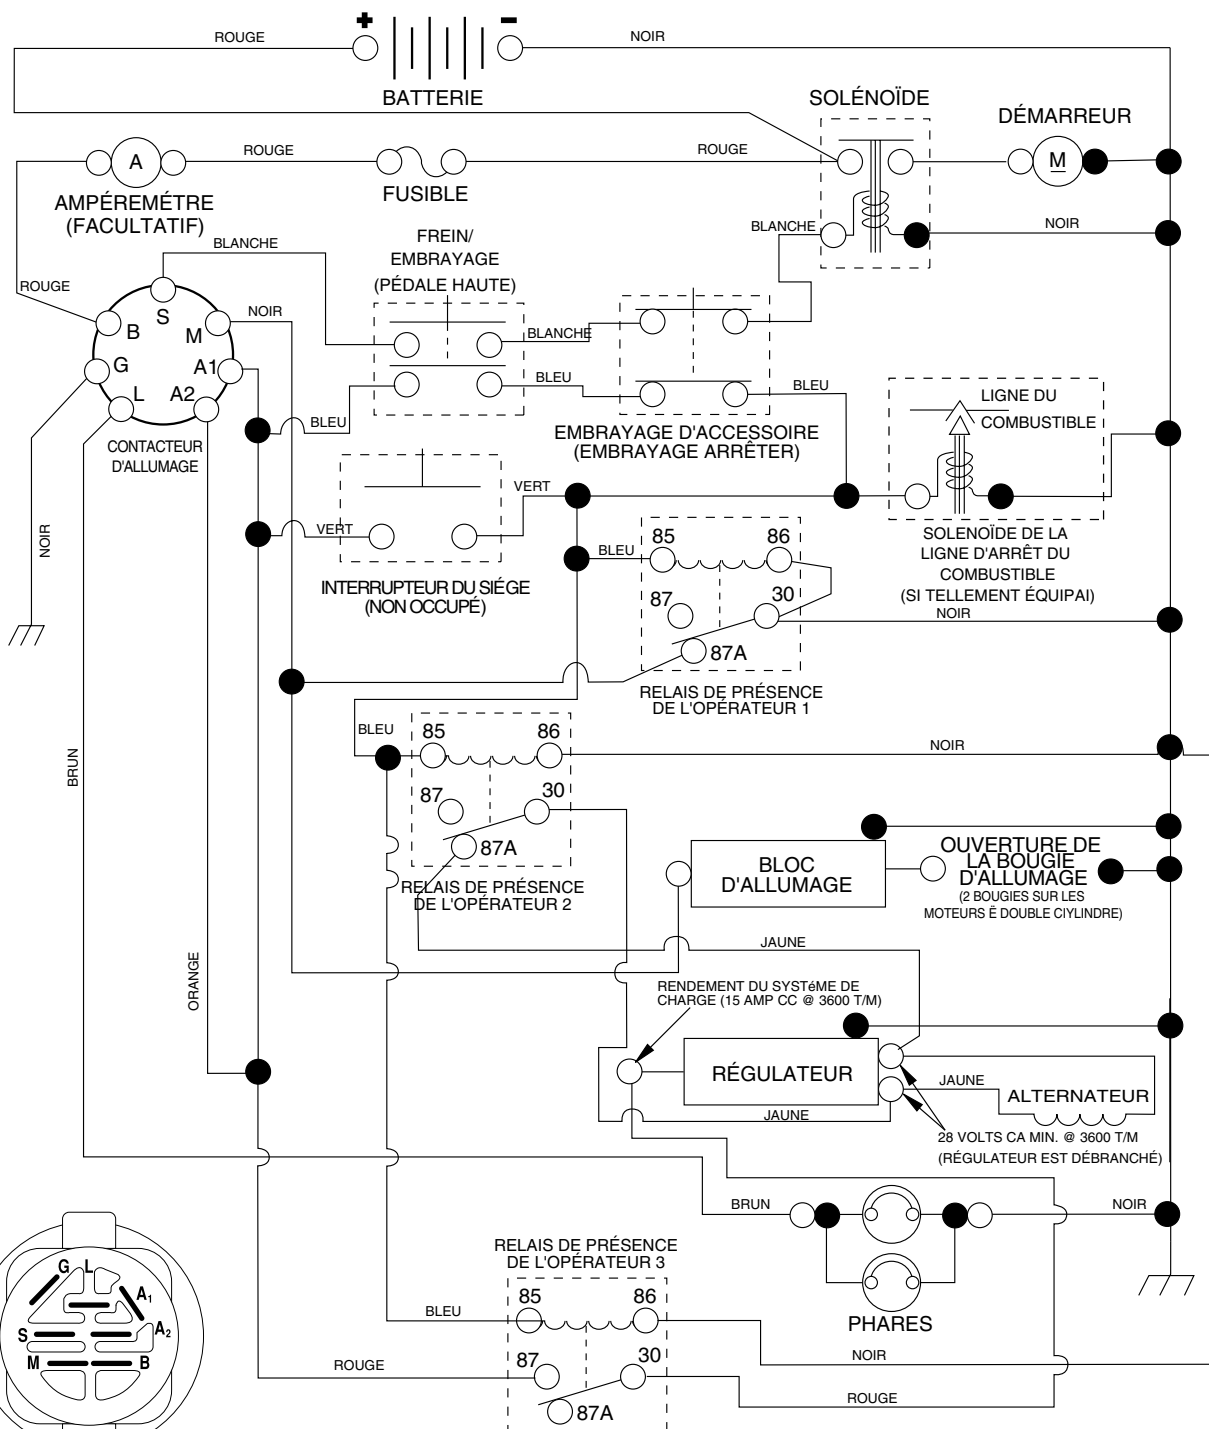 + -
ROUGE
NOIR
BATTERIE
SOLÉNOÏDE
DÉMARREUR
A
ROUGE
ROUGE
M
AMPÉREMÉTRE
(FACULTATIF)
FUSIBLE
BLANCHE
FREIN/
EMBRAYAGE
(PÉDALE HAUTE)
BLANCHE
NOIR
ROUGE
S
B
M
G
A1
L
A2
NOIR
BLANCHE
BLEU
BLEU
BLEU
CONTACTEUR
D'ALLUMAGE
EMBRAYAGE D'ACCESSOIRE
(EMBRAYAGE ARRÊTER)
LIGNE DU
COMBUSTIBLE
VERT
VERT
NOIR
INTERRUPTEUR DU SIÉGE
(NON OCCUPÉ)
BLEU
85
86
87
30
87A
SOLENOÏDE DE LA
LIGNE D'ARRÊT DU
COMBUSTIBLE
(SI TELLEMENT ÉQUIPAI)
NOIR
RELAIS DE PRÉSENCE
DE L'OPÉRATEUR 1
BLEU
85
86
87
30
87A
NOIR
BRUN
RELAIS DE PRÉSENCE
DE L'OPÉRATEUR 2
BLOC
D'ALLUMAGE
OUVERTURE DE
LA BOUGIE
D'ALLUMAGE
(2 BOUGIES SUR LES
MOTEURS Ë DOUBLE CIYLINDRE)
JAUNE
ORANGE
RENDEMENT DU SYSTéME DE
CHARGE (15 AMP CC @ 3600 T/M)
RÉGULATEUR
JAUNE
JAUNE
ALTERNATEUR
28 VOLTS CA MIN. @ 3600 T/M
(RÉGULATEUR EST DÉBRANCHÉ)
BRUN
NOIR
PHARES
RELAIS DE PRÉSENCE
DE L'OPÉRATEUR 3
BLEU
85
86
87
30
87A
NOIR
ROUGE
ROUGE
G L
A1
S
A2
M
B